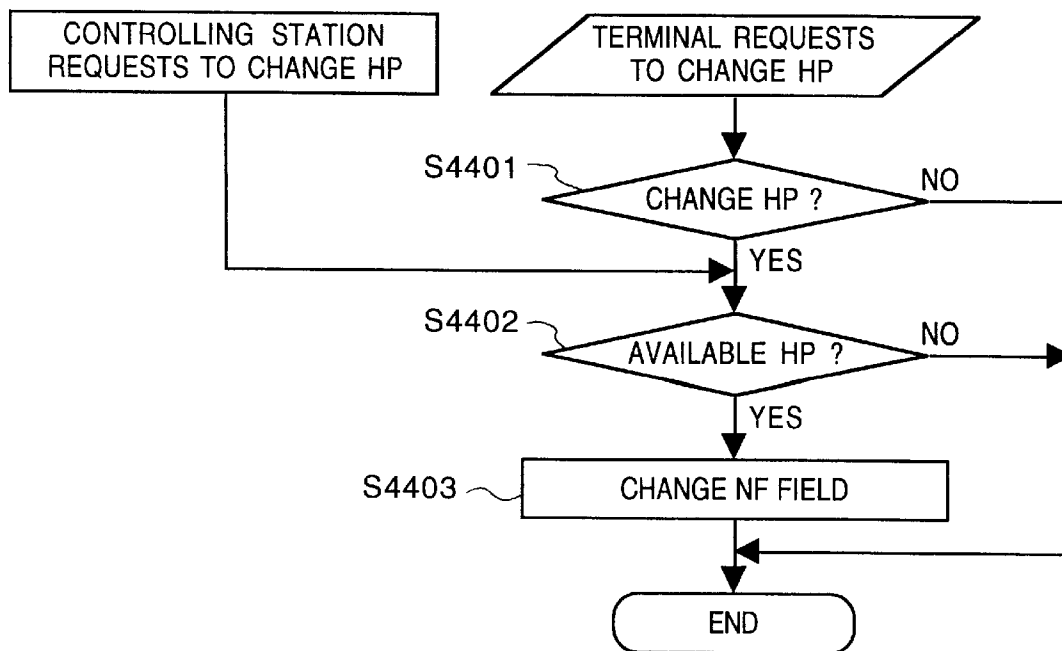 CONTROLLING STATION
REQUESTS TO CHANGE HP
TERMINAL REQUESTS
TO CHANGE HP
S4401
CHANGE HP ?
NO
YES
S4402
AVAILABLE HP ?
NO
YES
S4403
CHANGE NF FIELD
END